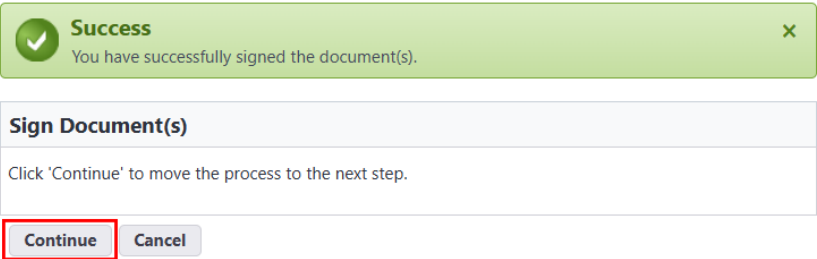 Success
You have successfully signed the document(s).
Sign Document(s)
Click 'Continue' to move the process to the next step.
Continue Cancel